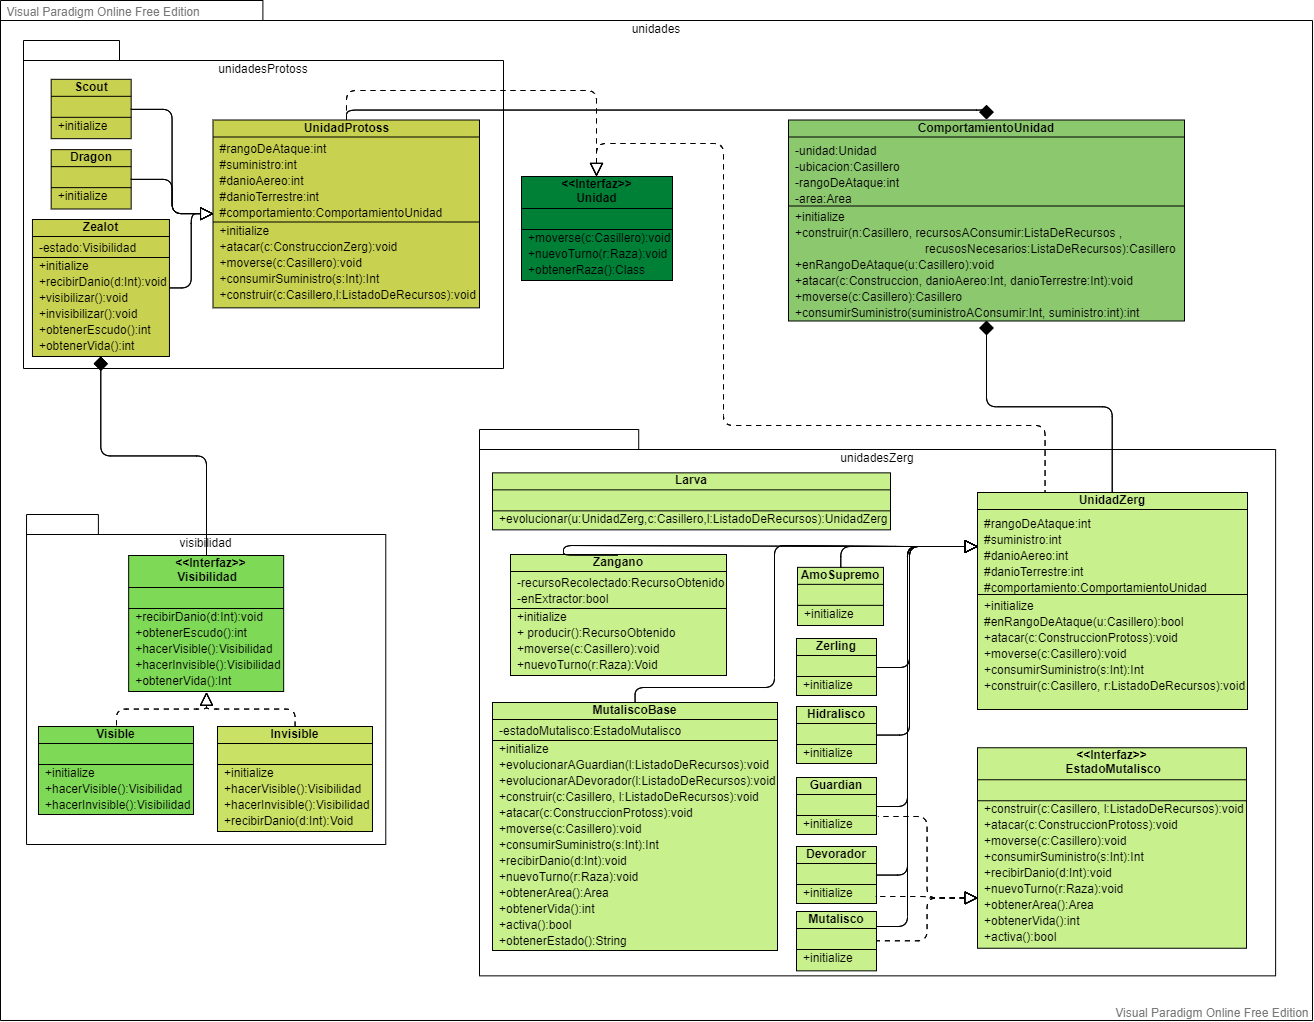 Visual Paradigm Online Free Edition
unidades
unidadesProtoss
Scout
+initialize
Dragon
+initialize
Zealot
-estado:Visibilidad
+initialize
+recibirDanio(d:Int):void
+visibilizar():void
+invisibilizar():void
+obtenerEscudo():int
+obtenerVida():int
UnidadProtoss
#rangoDeAtaque:int
#suministro:int
#danioAereo:int
#danioTerrestre:int
#comportamiento:ComportamientoUnidad
+initialize
+atacar(c:ConstruccionZerg):void
+moverse(c:Casillero):void
+consumirSuministro(s:Int):Int
+construir(c:Casillero,l:ListadoDeRecursos):void
<<Interfaz>>
Unidad
+moverse(c:Casillero):void
+nuevoTurno(r:Raza):void
+obtenerRaza():Class
ComportamientoUnidad
-unidad:Unidad
-ubicacion:Casillero
-rangoDeAtaque:int
-area:Area
+initialize
+construir(n:Casillero, recursosAConsumir:ListaDeRecursos ,
recusosNecesarios:ListaDeRecursos):Casillero
+enRangoDeAtaque(u:Casillero):void
+atacar(c:Construccion, danioAereo:Int, danioTerrestre:Int):void
+moverse(c:Casillero):Casillero
+consumirSuministro(suministroAConsumir:Int, suministro:int):int
visibilidad
<<Interfaz>>
Visibilidad
+recibirDanio(d:Int):void
+obtenerEscudo():int
+hacerVisible():Visibilidad
+hacerInvisible():Visibilidad
+obtenerVida():Int
Visible
+initialize
+hacerVisible():Visibilidad
+hacerInvisible():Visibilidad
Invisible
+initialize
+hacerVisible():Visibilidad
+hacerInvisible():Visibilidad
+recibirDanio(d:Int):Void
unidadesZerg
Larva
+evolucionar(u:UnidadZerg,c:Casillero,l:ListadoDeRecursos):UnidadZerg
Zangano
-recursoRecolectado:RecursoObtenido
-enExtractor:bool
+initialize
+ producir():RecursoObtenido
+moverse(c:Casillero):void
+nuevoTurno(r:Raza):Void
MutaliscoBase
-estadoMutalisco:EstadoMutalisco
+initialize
+evolucionarAGuardian(l:ListadoDeRecursos):void
+evolucionarADevorador(l:ListadoDeRecursos):void
+construir(c:Casillero, l:ListadoDeRecursos):void
+atacar(c:ConstruccionProtoss):void
+moverse(c:Casillero):void
+consumirSuministro(s:Int):Int
+recibirDanio(d:Int):void
+nuevoTurno(r:Raza):void
+obtenerArea():Area
+obtenerVida():int
+activa():bool
+obtenerEstado():String
AmoSupremo
+initialize
Zerling
+initialize
Hidralisco
+initialize
Guardian
+initialize
Devorador
+initialize
Mutalisco
+initialize
UnidadZerg
#rangoDeAtaque:int
#suministro:int
#danioAereo:int
#danioTerrestre:int
#comportamiento:ComportamientoUnidad
+initialize
#enRangoDeAtaque(u:Casillero):bool
+atacar(c:ConstruccionProtoss):void
+moverse(c:Casillero):void
+consumirSuministro(s:Int):Int
+construir(c:Casillero, r:ListadoDeRecursos):void
<<Interfaz>>
EstadoMutalisco
+construir(c:Casillero, l:ListadoDeRecursos):void
+atacar(c:ConstruccionProtoss):void
+moverse(c:Casillero):void
+consumirSuministro(s:Int):Int
+recibirDanio(d:Int):void
+nuevoTurno(r:Raza):void
+obtenerArea():Area
+obtenerVida():int
+activa():bool
Visual Paradigm Online Free Edition